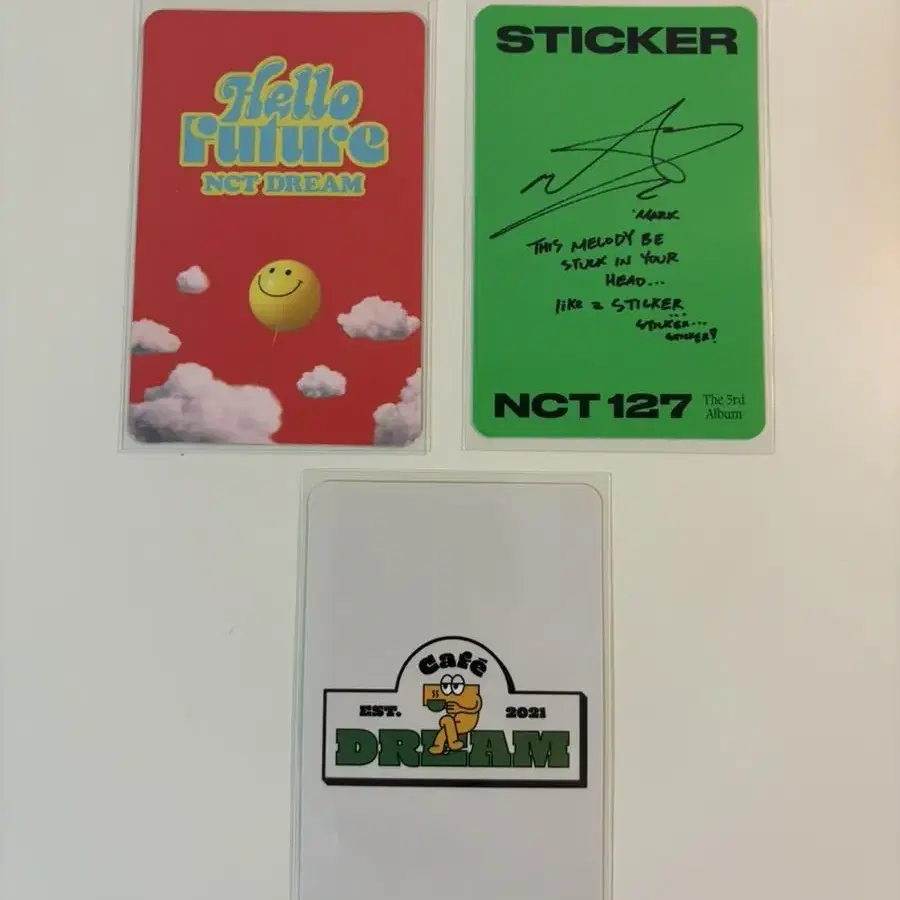 Hello
Future
NCT DREAM
STICKER
'MARK
THIS MELODY BE
STUCK IN YOUR
HEAD...
like a STICKER
...
STICKER...
STICKER!
NCT 127
The 3rd
Album
Café
EST. 2021
DREAM